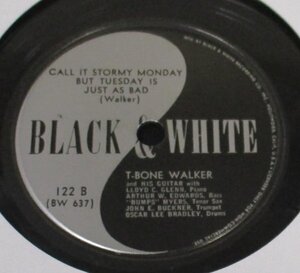 CALL IT STORMY MONDAY
BUT TUESDAY IS
JUST AS BAD
(Walker)
BLACK & WHITE
T-BONE WALKER
and HIS GUITAR with
LLOYD C. GLENN, Piano
ARTHUR W. EDWARDS, Bass
"BUMPS" MYERS, Tenor Sax
JOHN E. BUCKNER, Trumpet
OSCAR LEE BRADLEY, Drums
122 B
(BW 637)